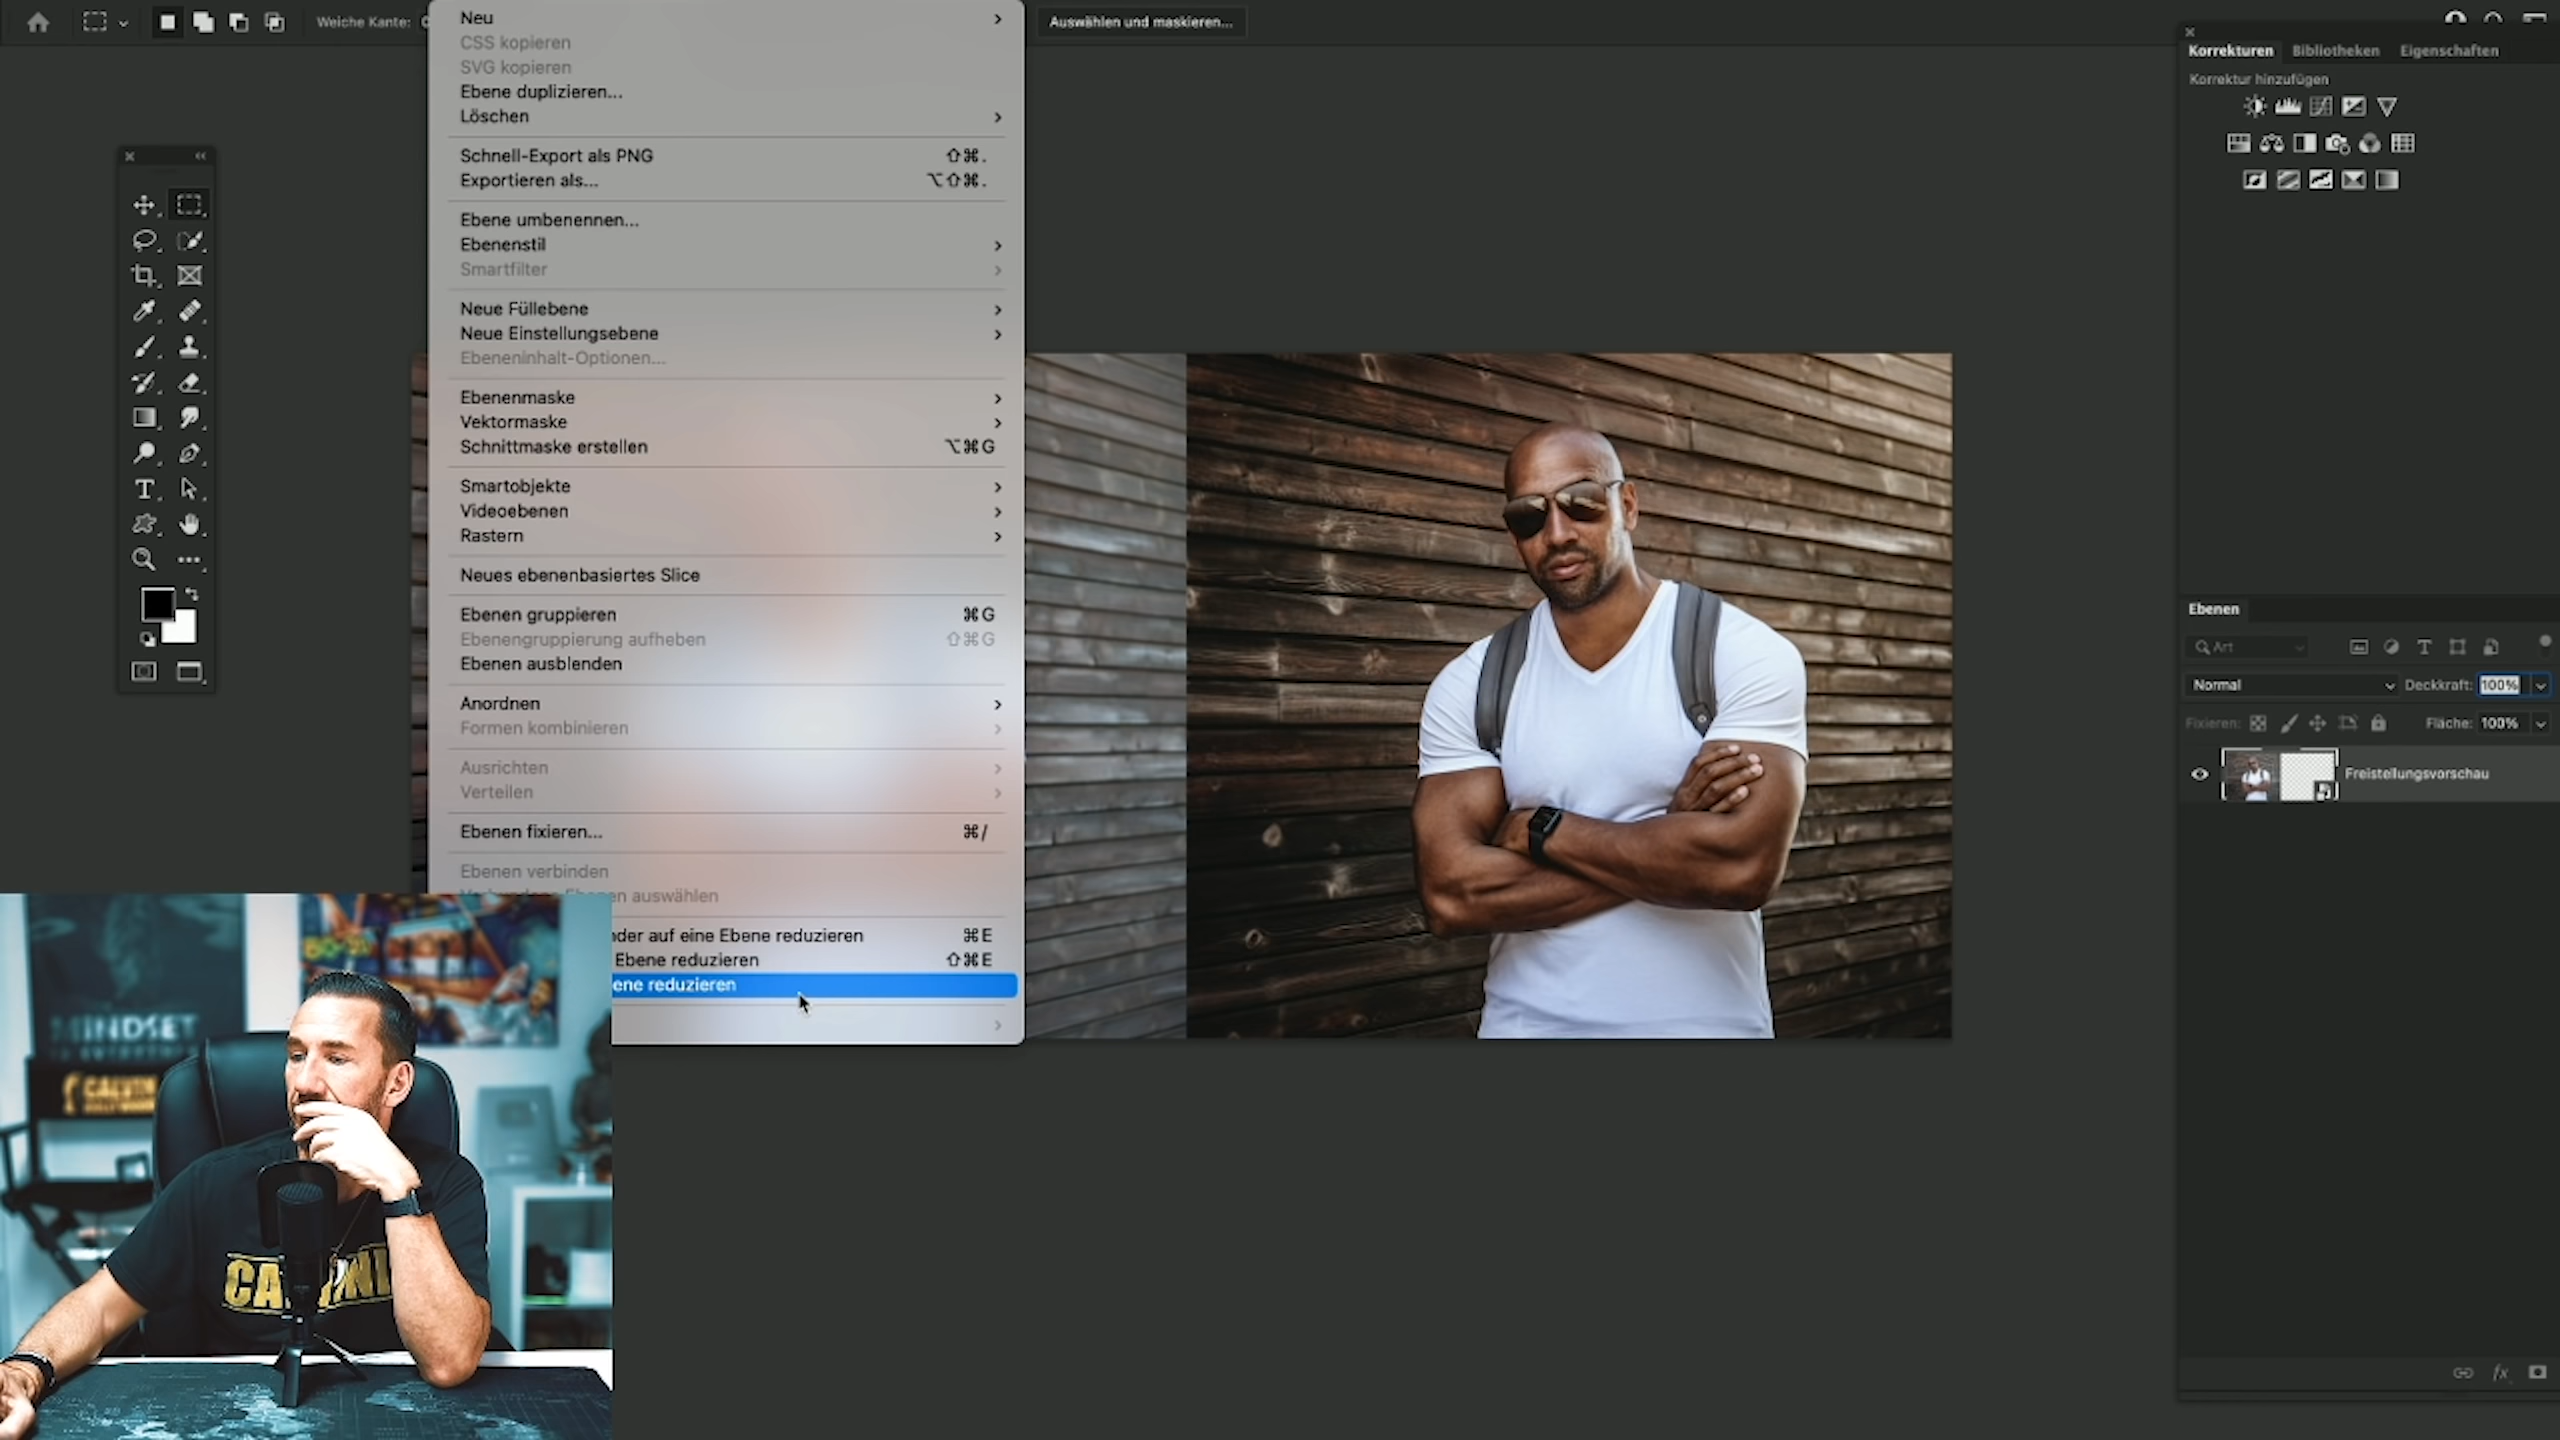 Weiche Kante:
Auswählen und maskieren...
Neu
CSS kopieren
SVG kopieren
Ebene duplizieren...
Löschen
Schnell-Export als PNG ⇧⌘.
Exportieren als... ⌥⇧⌘.
Ebene umbenennen...
Ebenenstil
Smartfilter
Neue Füllebene
Neue Einstellungsebene
Ebeneninhalt-Optionen...
Ebenenmaske
Vektormaske
Schnittmaske erstellen ⌥⌘G
Smartobjekte
Videoebenen
Rastern
Neues ebenenbasiertes Slice
Ebenen gruppieren ⌘G
Ebenengruppierung aufheben ⇧⌘G
Ebenen ausblenden
Anordnen
Formen kombinieren
Ausrichten
Verteilen
Ebenen fixieren... ⌘/
Ebenen verbinden
auswählen
nder auf eine Ebene reduzieren ⌘E
Ebene reduzieren ⇧⌘E
ene reduzieren
Korrekturen Bibliotheken Eigenschaften
Korrektur hinzufügen
Ebenen
Art
Normal Deckkraft: 100%
Fixieren: Fläche: 100%
Freistellungsvorschau
MINDSET
CALVIN